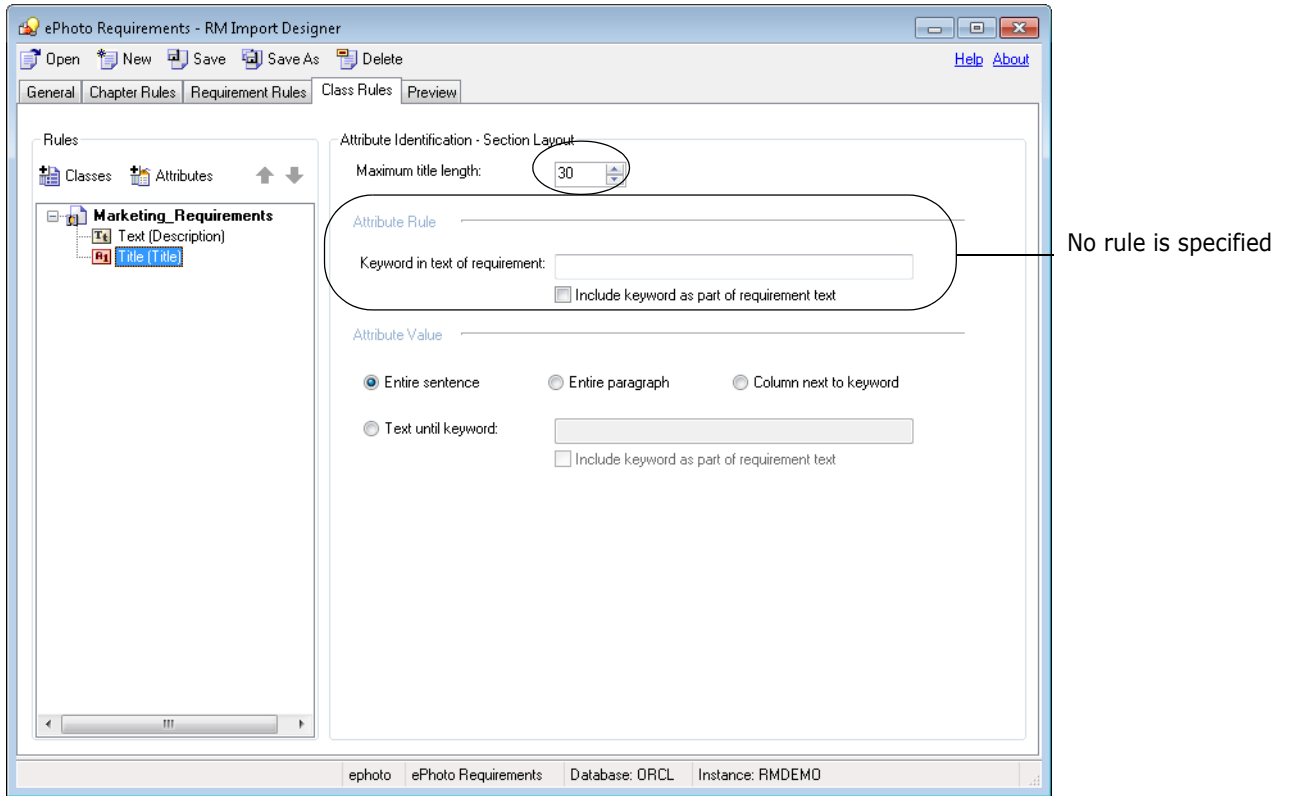 ePhoto Requirements - RM Import Designer
Open New Save Save As Delete Help About
General Chapter Rules Requirement Rules Class Rules Preview
Rules
Classes Attributes
Marketing_Requirements
Text (Description)
Title (Title)
Attribute Identification - Section Layout
Maximum title length: 30
Attribute Rule
Keyword in text of requirement:
Include keyword as part of requirement text
No rule is specified
Attribute Value
Entire sentence Entire paragraph Column next to keyword
Text until keyword:
Include keyword as part of requirement text
ephoto ePhoto Requirements Database: ORCL Instance: RMDEMO